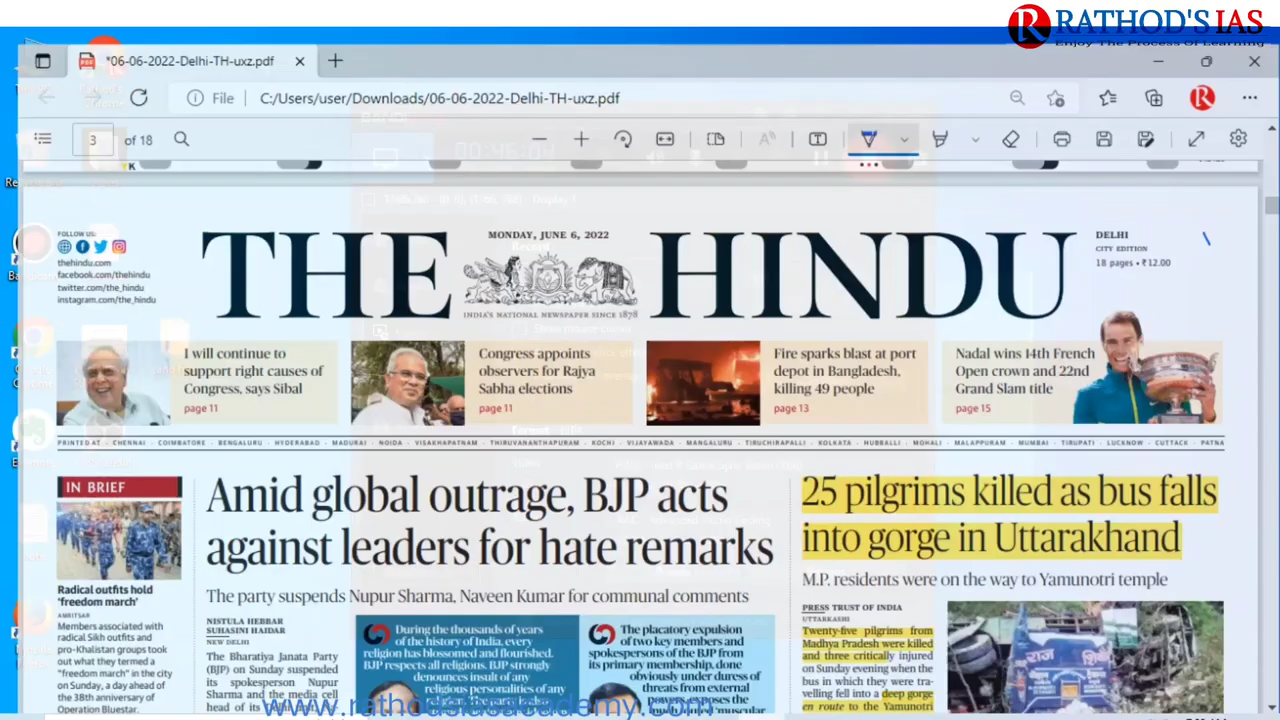 RATHOD'S IAS
Enjoy The Process Of Learning
*06-06-2022-Delhi-TH-uxz.pdf
File
C:/Users/user/Downloads/06-06-2022-Delhi-TH-uxz.pdf
3 of 18
FOLLOW US:
thehindu.com
facebook.com/thehindu
twitter.com/the_hindu
instagram.com/the_hindu
THE HINDU
MONDAY, JUNE 6, 2022
INDIA'S NATIONAL NEWSPAPER SINCE 1878
DELHI
CITY EDITION
18 pages • ₹12.00
I will continue to
support right causes of
Congress, says Sibal
page 11
Congress appoints
observers for Rajya
Sabha elections
page 11
Fire sparks blast at port
depot in Bangladesh,
killing 49 people
page 13
Nadal wins 14th French
Open crown and 22nd
Grand Slam title
page 15
PRINTED AT • CHENNAI • COIMBATORE • BENGALURU • HYDERABAD • MADURAI • NOIDA • VISAKHAPATNAM • THIRUVANANTHAPURAM • KOCHI • VIJAYAWADA • MANGALURU • TIRUCHIRAPALLI • KOLKATA • HUBBALLI • MOHALI • MALAPPURAM • MUMBAI • TIRUPATI • LUCKNOW • CUTTACK • PATNA
IN BRIEF
Radical outfits hold
'freedom march'
AMRITSAR
Members associated with
radical Sikh outfits and
pro-Khalistan groups took
out what they termed a
"freedom march" in the city
on Sunday, a day ahead of
the 38th anniversary of
Operation Bluestar.
Amid global outrage, BJP acts
against leaders for hate remarks
The party suspends Nupur Sharma, Naveen Kumar for communal comments
NISTULA HEBBAR
SUHASINI HAIDAR
NEW DELHI
The Bharatiya Janata Party
(BJP) on Sunday suspended
its spokesperson Nupur
Sharma and the media cell
head of its
During the thousands of years
of the history of India, every
religion has blossomed and flourished.
BJP respects all religions. BJP strongly
denounces insult of any
religious personalities of any
religion. The party is also
The placatory expulsion
of two key members and
spokespersons of the BJP from
its primary membership, done
obviously under duress of
threats from external
powers, exposes the
25 pilgrims killed as bus falls
into gorge in Uttarakhand
M.P. residents were on the way to Yamunotri temple
PRESS TRUST OF INDIA
UTTARKASHI
Twenty-five pilgrims from
Madhya Pradesh were killed
and three critically injured
on Sunday evening when the
bus in which they were tra-
velling fell into a deep gorge
en route to the Yamunotri
राज
www.rathodsiasacademy.com